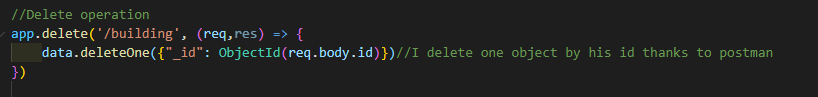 //Delete operation
app.delete('/building', (req,res) => {
    data.deleteOne({"_id": ObjectId(req.body.id)})//I delete one object by his id thanks to postman
})